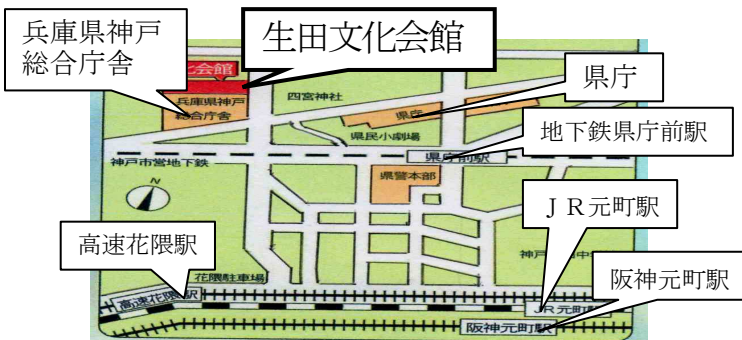 兵庫県神戸
総合庁舎
生田文化会館
化会館
兵庫県神戸
総合庁舎
四宮神社
県庁
県庁
県民小劇場
地下鉄県庁前駅
神戸市営地下鉄
県庁前駅
県警本部
N
JR元町駅
高速花隈駅
神戸
中
花隈駐車場
阪神元町駅
高速花隈駅
JR元町駅
阪神元町駅